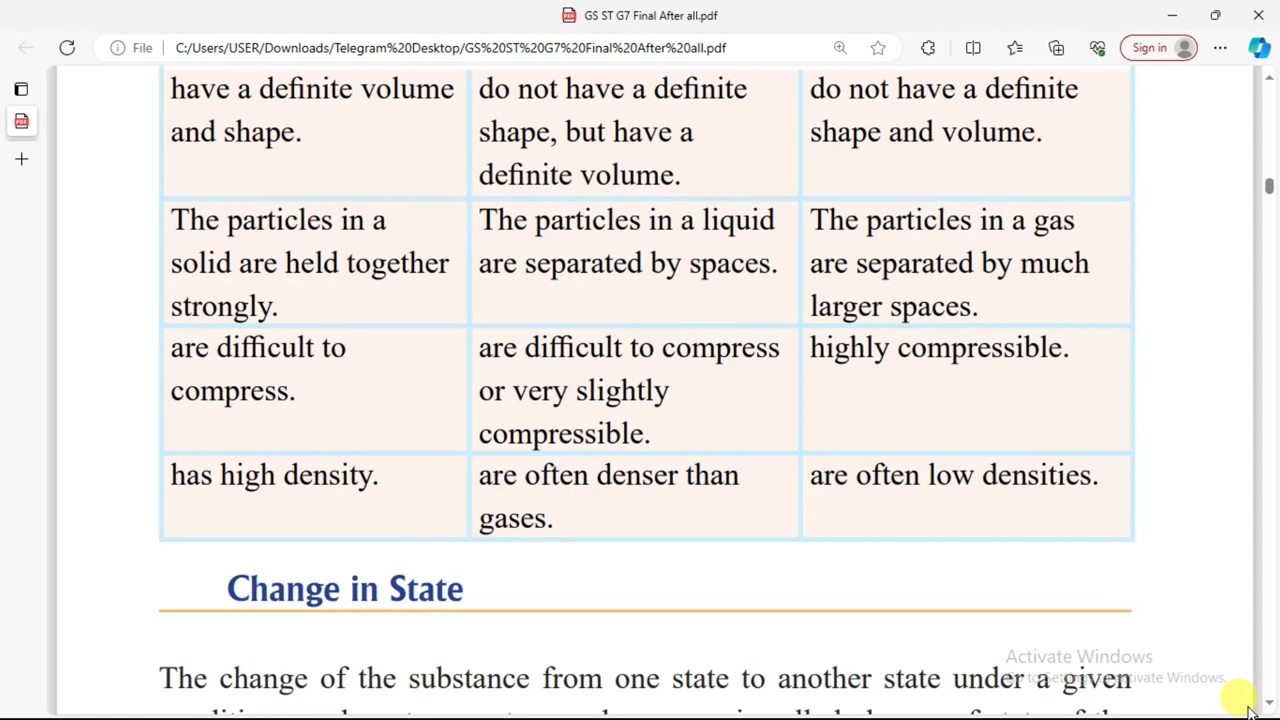 GS ST G7 Final After all.pdf
File
C:/Users/USER/Downloads/Telegram%20Desktop/GS%20ST%20G7%20Final%20After%20all.pdf
Sign in
have a definite volume
and shape.
do not have a definite
shape, but have a
definite volume.
do not have a definite
shape and volume.
The particles in a
solid are held together
strongly.
The particles in a liquid
are separated by spaces.
The particles in a gas
are separated by much
larger spaces.
are difficult to
compress.
are difficult to compress
or very slightly
compressible.
highly compressible.
has high density.
are often denser than
gases.
are often low densities.
Change in State
Activate Windows
The change of the substance from one state to another state under a given